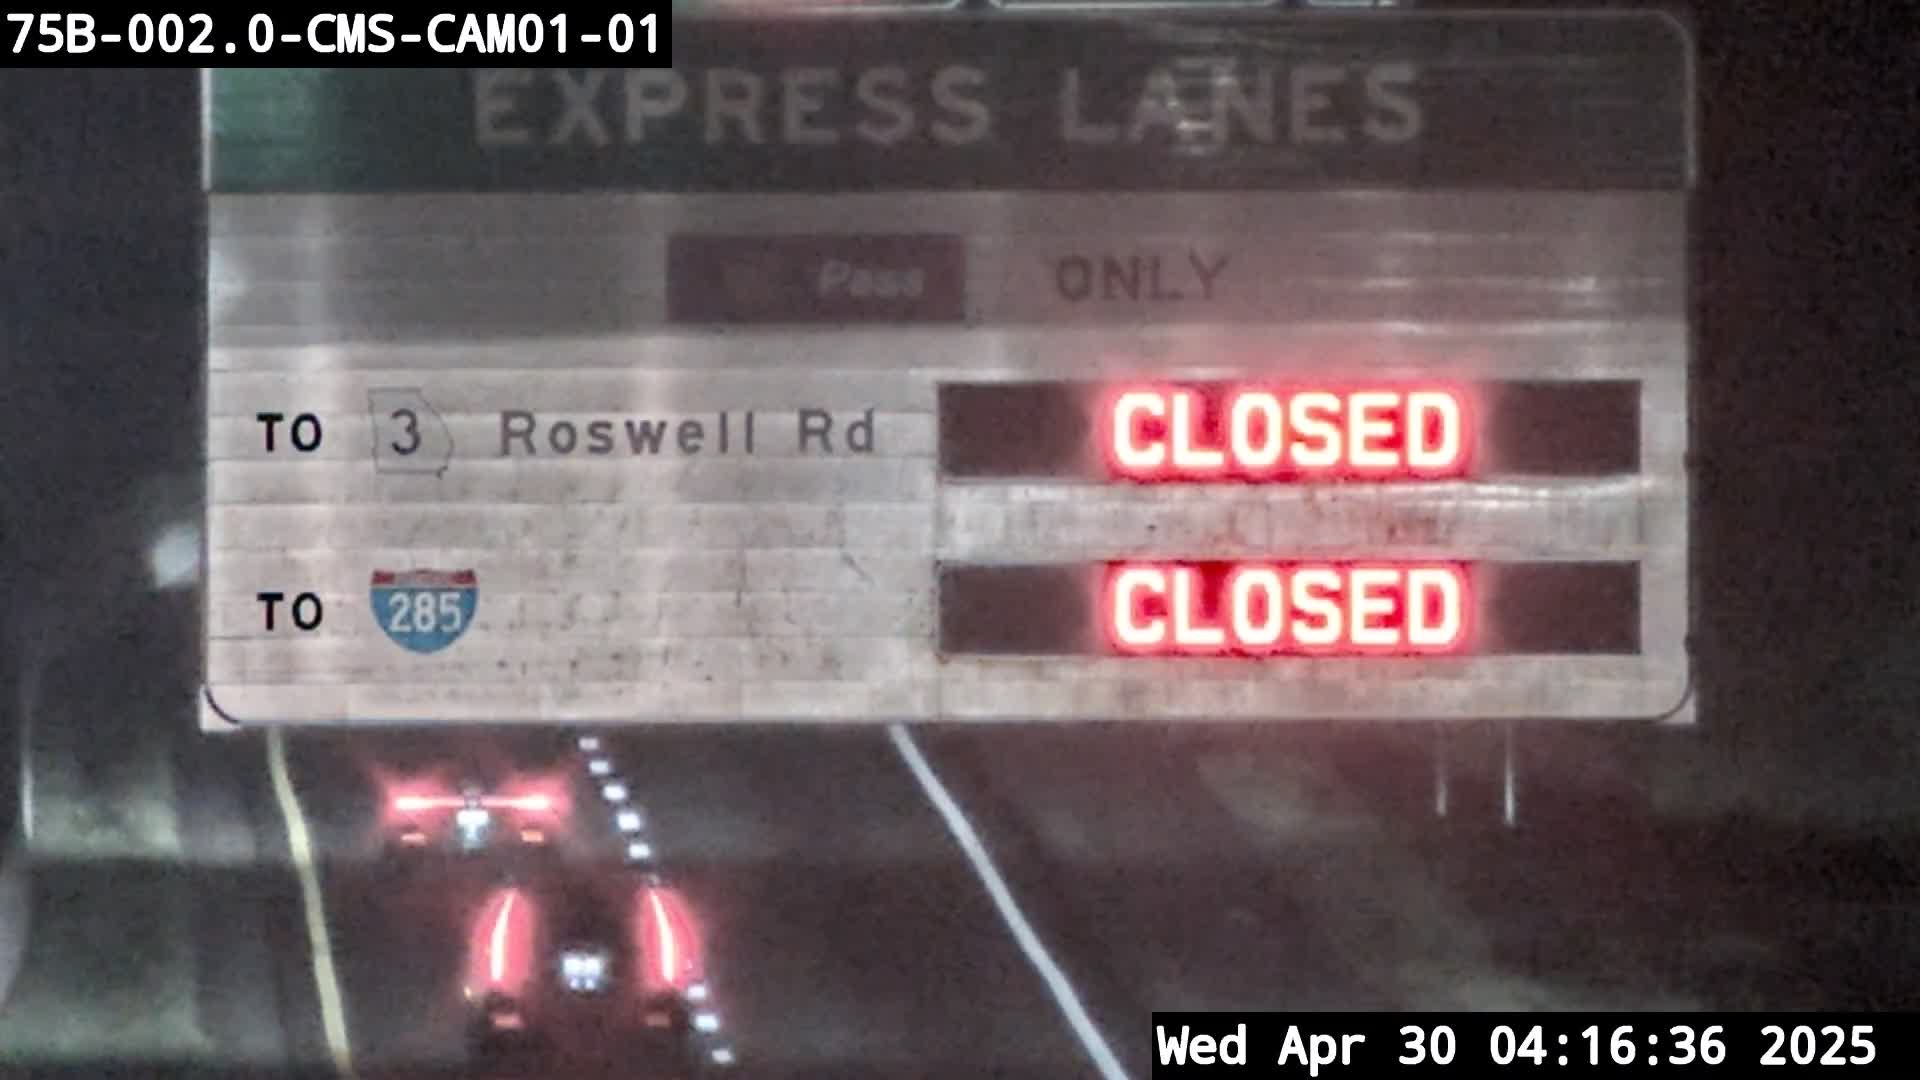 75B-002.0-CMS-CAM01-01
EXPRESS LANES
Pass ONLY
TO 3 Roswell Rd CLOSED
TO 285 CLOSED
Wed Apr 30 04:16:36 2025